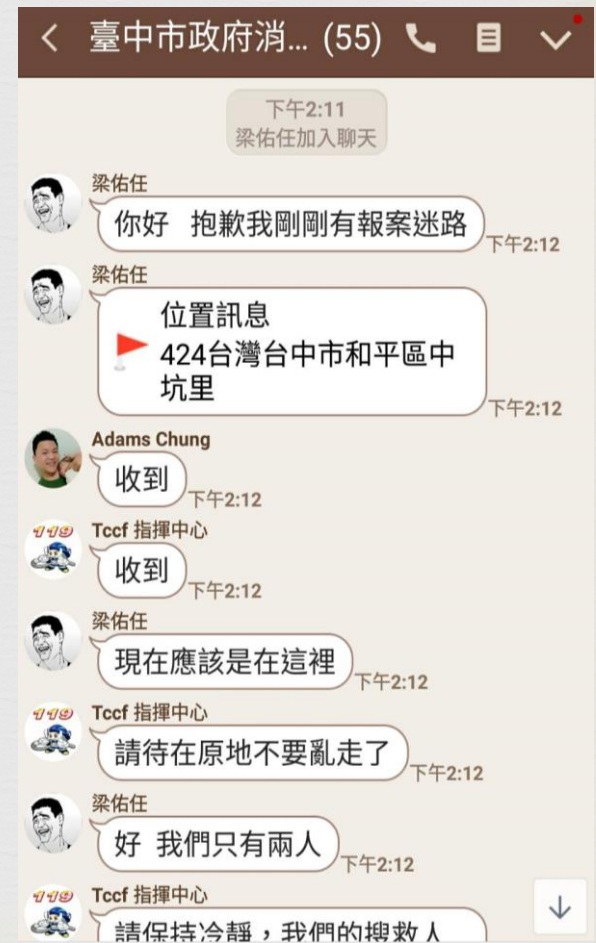 臺中市政府消... (55)
下午2:11
梁佑任加入聊天
梁佑任
你好 抱歉我剛剛有報案迷路
下午2:12
梁佑任
位置訊息
424台灣台中市和平區中
坑里
下午2:12
Adams Chung
收到
下午2:12
119
Tccf 指揮中心
收到
下午2:12
梁佑任
現在應該是在這裡
下午2:12
119
Tccf 指揮中心
請待在原地不要亂走了
下午2:12
梁佑任
好 我們只有兩人
下午2:12
119
Tccf 指揮中心
請保持冷靜，我們的搜救人